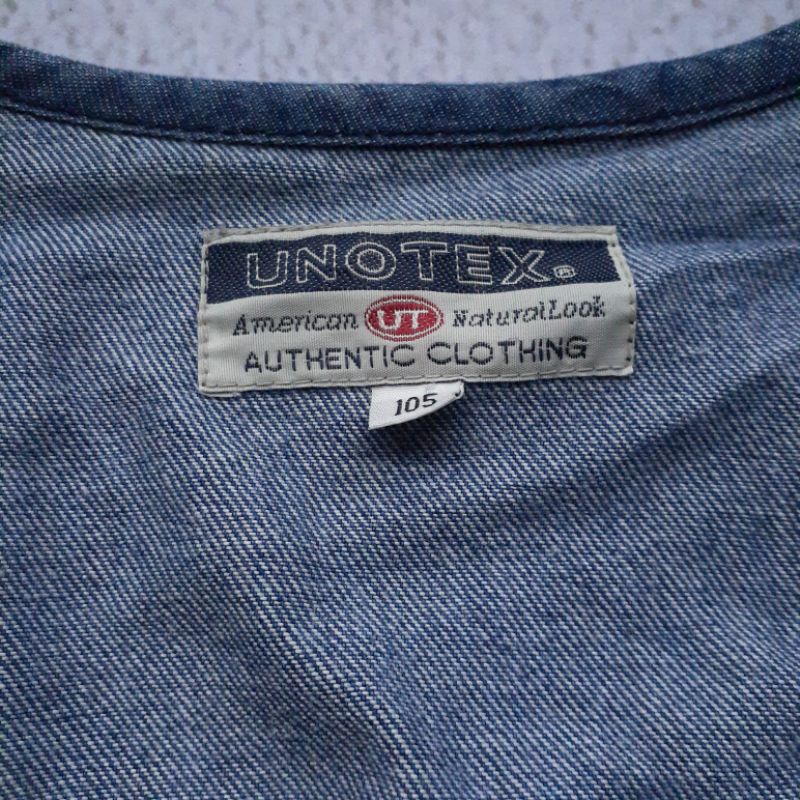 UNOTEX®
American UT NaturalLook
AUTHENTIC CLOTHING
105